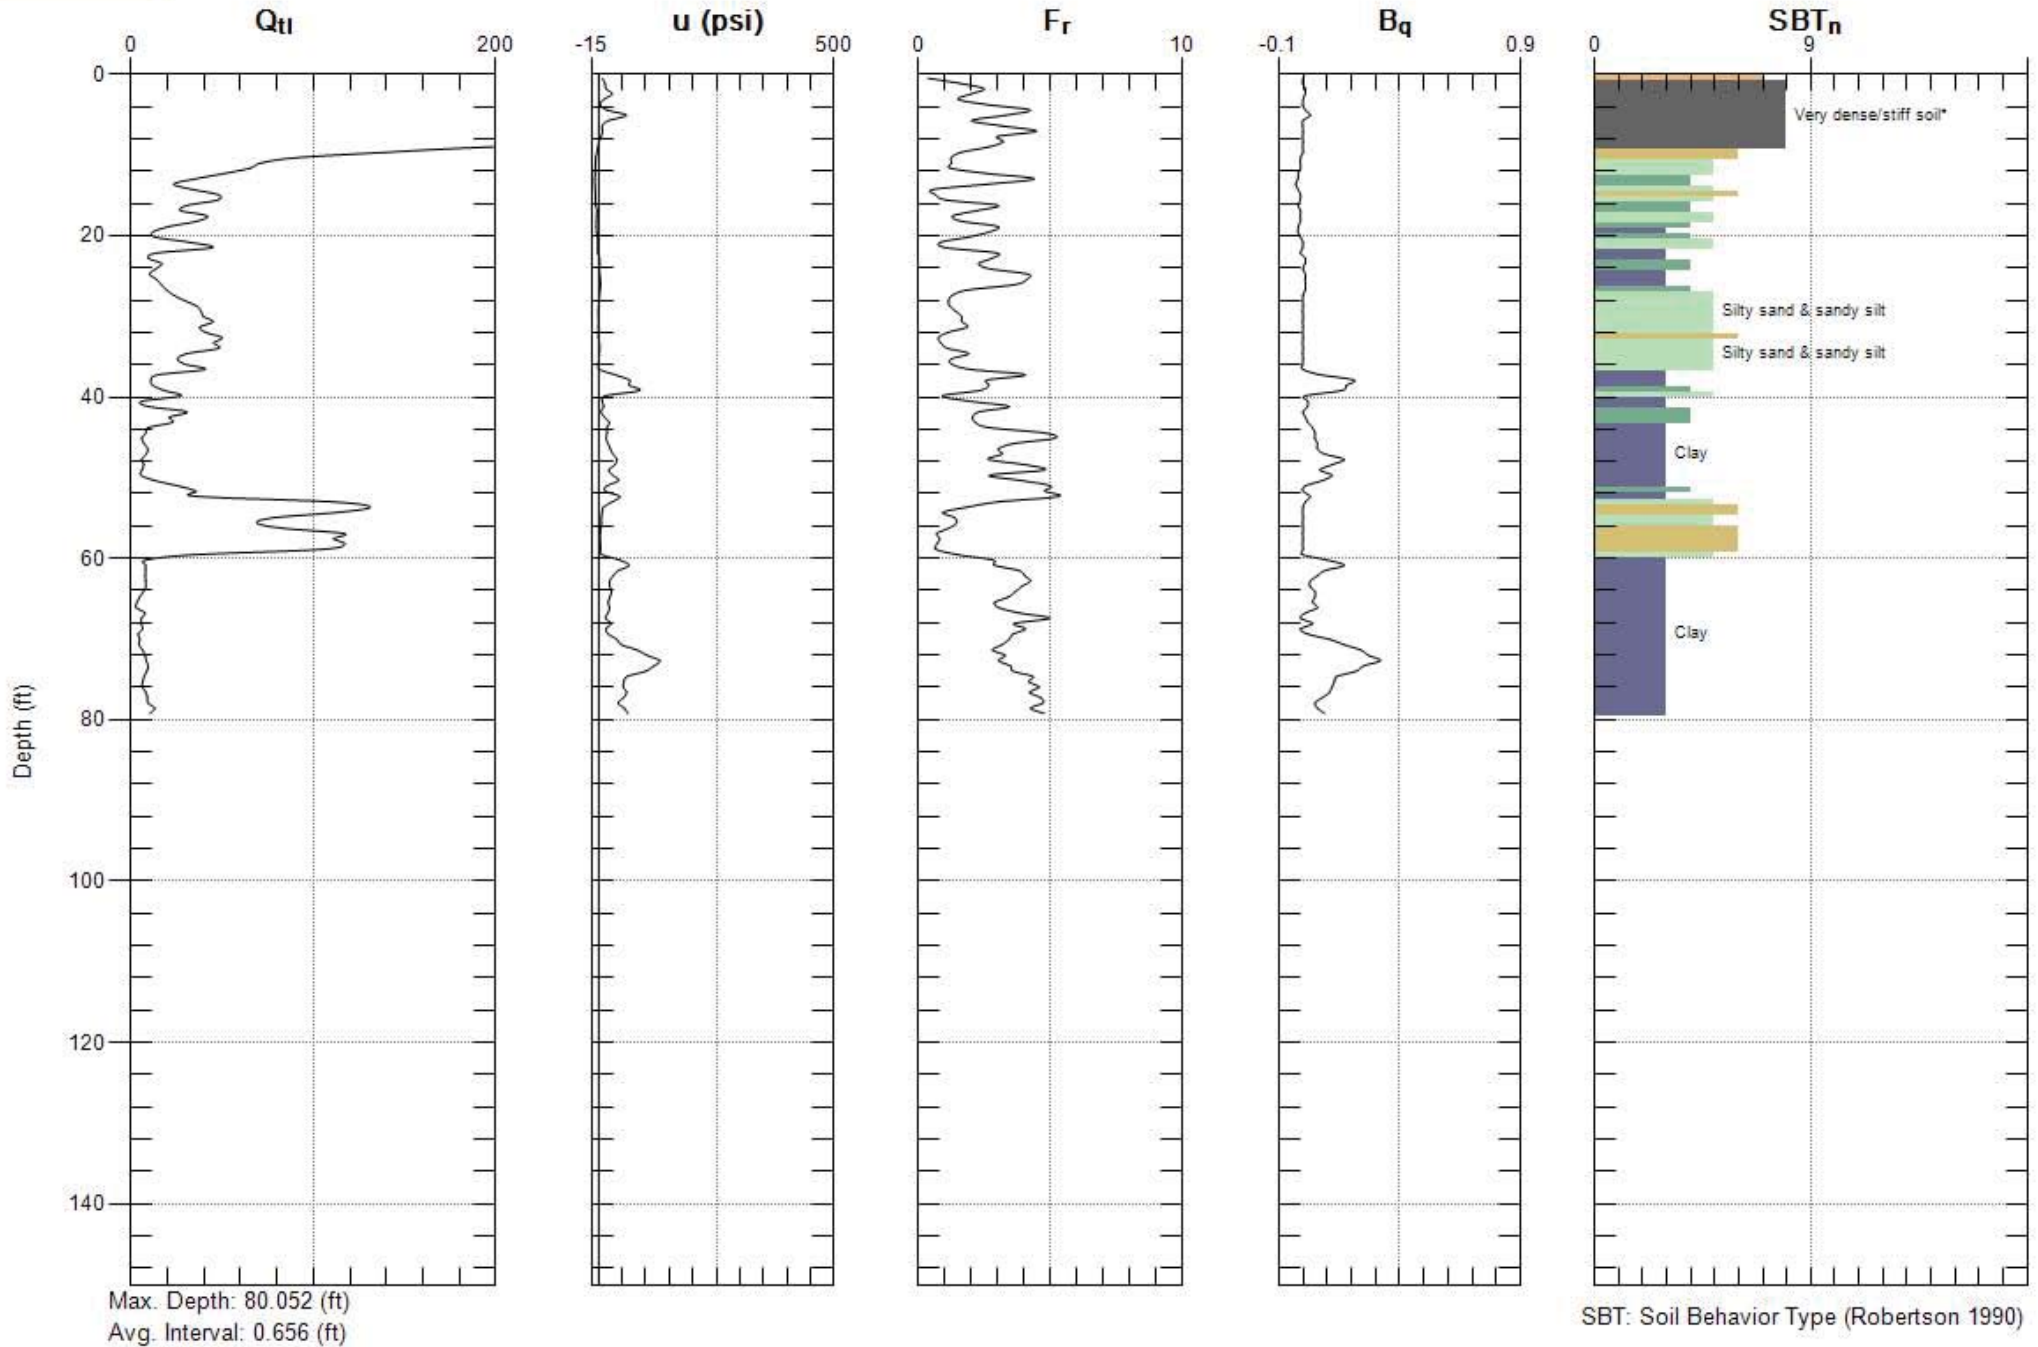 Qtl
u (psi)
Fr
Bq
SBTn
0 200
-15 500
0 10
-0.1 0.9
0 9
0
20
40
60
80
100
120
140
Depth (ft)
Very dense/stiff soil*
Silty sand & sandy silt
Silty sand & sandy silt
Clay
Clay
Max. Depth: 80.052 (ft)
Avg. Interval: 0.656 (ft)
SBT: Soil Behavior Type (Robertson 1990)